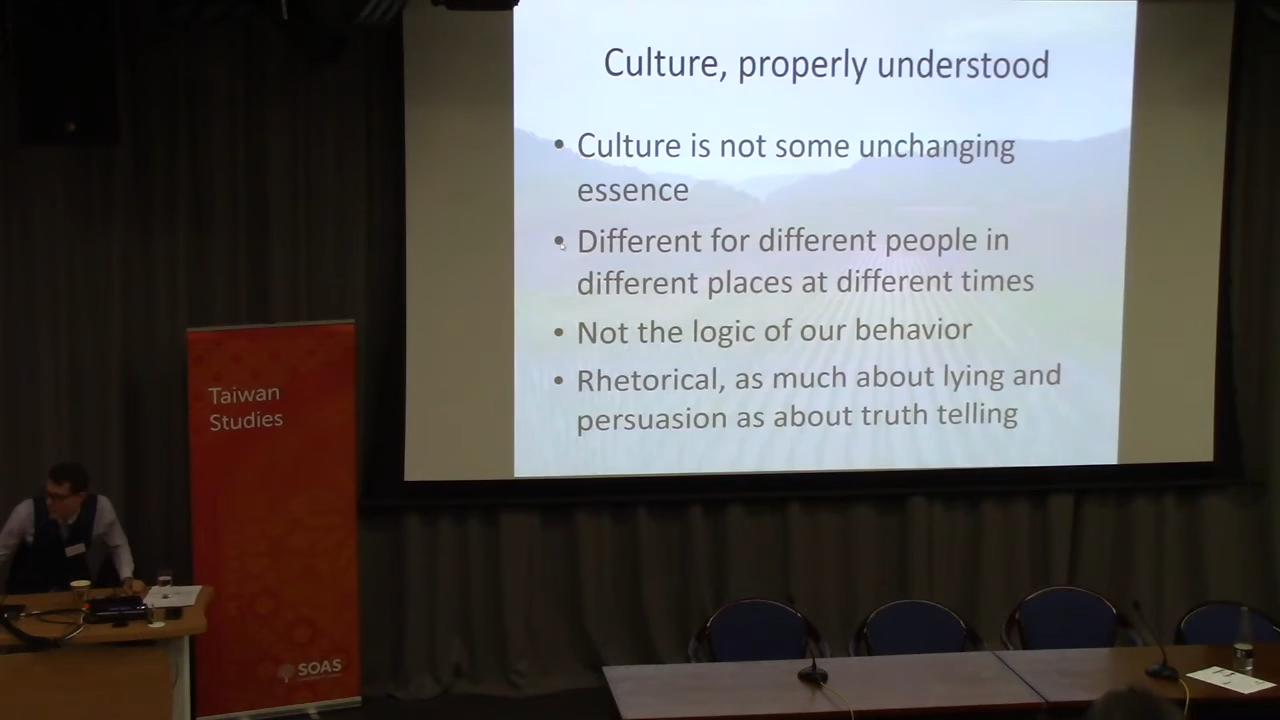 Culture, properly understood
• Culture is not some unchanging
essence
• Different for different people in
different places at different times
• Not the logic of our behavior
• Rhetorical, as much about lying and
persuasion as about truth telling
Taiwan
Studies
SOAS